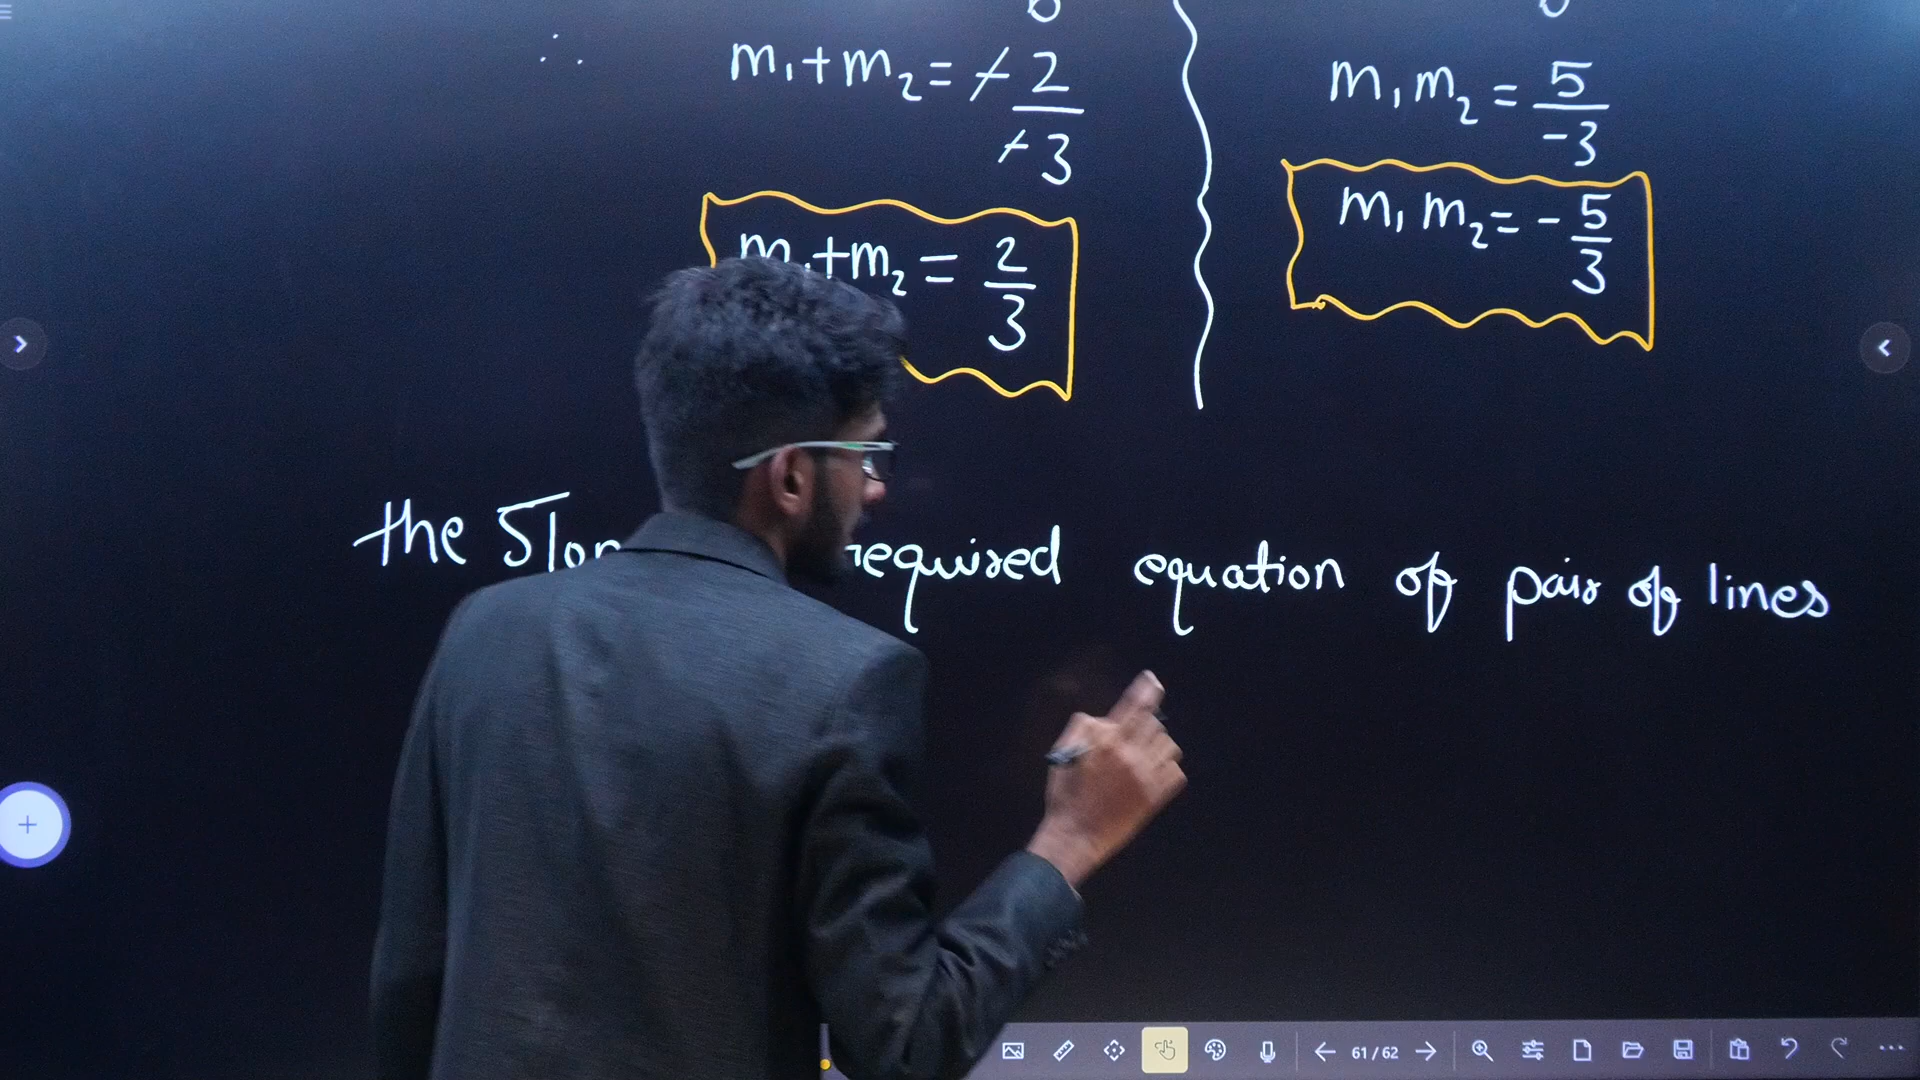 ∴ m₁+m₂ = -2/-3
m₁m₂ = 5/-3
m₁+m₂ = 2/3
m₁m₂ = -5/3
the required equation of pair of lines
61/62